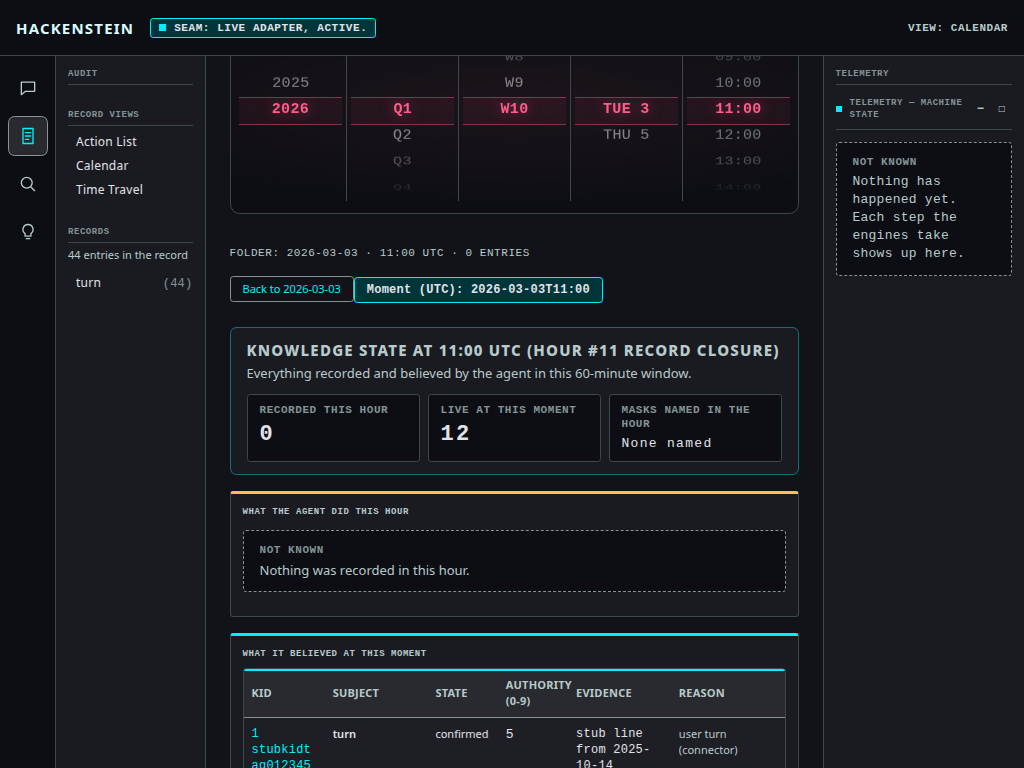 HACKENSTEIN
SEAM: LIVE ADAPTER, ACTIVE.
VIEW: CALENDAR
AUDIT
RECORD VIEWS
Action List
Calendar
Time Travel
RECORDS
44 entries in the record
turn (44)
W8 09:00
2025 W9 10:00
2026 Q1 W10 TUE 3 11:00
Q2 THU 5 12:00
Q3 13:00
Q4 14:00
FOLDER: 2026-03-03 · 11:00 UTC · 0 ENTRIES
Back to 2026-03-03
Moment (UTC): 2026-03-03T11:00
KNOWLEDGE STATE AT 11:00 UTC (HOUR #11 RECORD CLOSURE)
Everything recorded and believed by the agent in this 60-minute window.
RECORDED THIS HOUR
0
LIVE AT THIS MOMENT
12
MASKS NAMED IN THE
HOUR
None named
WHAT THE AGENT DID THIS HOUR
NOT KNOWN
Nothing was recorded in this hour.
WHAT IT BELIEVED AT THIS MOMENT
KID SUBJECT STATE AUTHORITY (0-9) EVIDENCE REASON
1 turn confirmed 5 stub line user turn
stubkidt from 2025- (connector)
ag012345 10-14
TELEMETRY
TELEMETRY — MACHINE
STATE
NOT KNOWN
Nothing has
happened yet.
Each step the
engines take
shows up here.